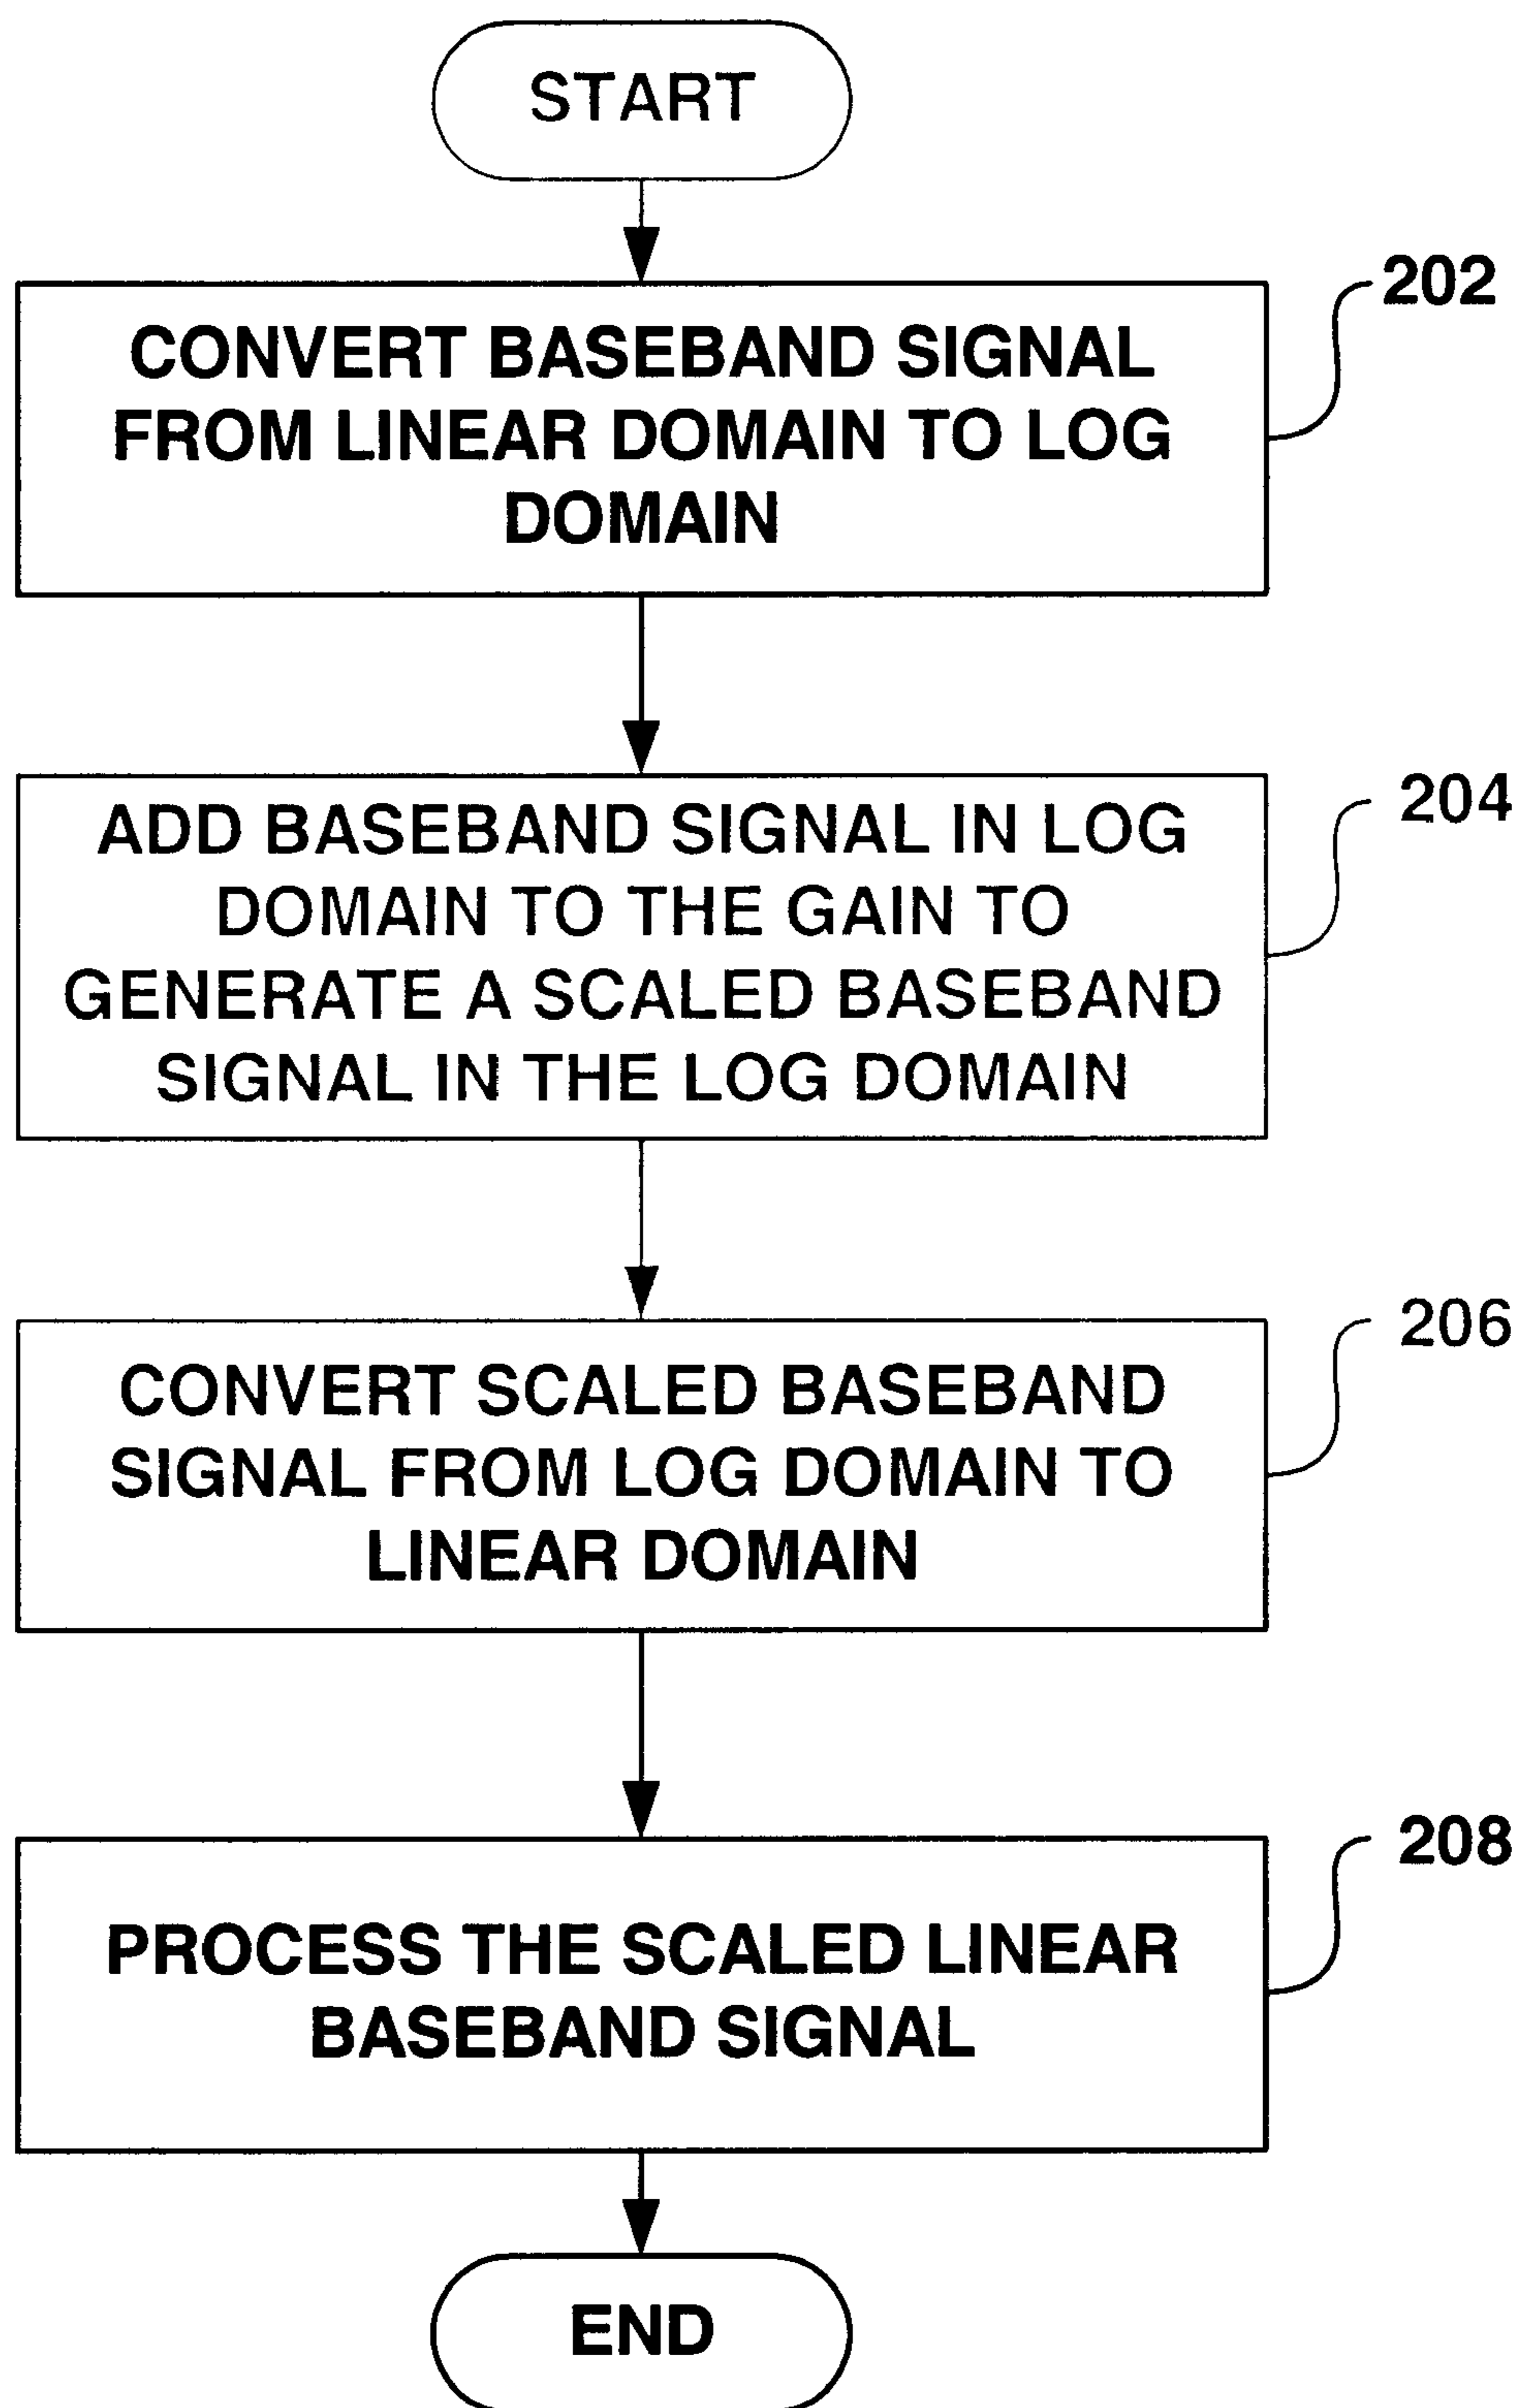 START
202
CONVERT BASEBAND SIGNAL
FROM LINEAR DOMAIN TO LOG
DOMAIN
204
ADD BASEBAND SIGNAL IN LOG
DOMAIN TO THE GAIN TO
GENERATE A SCALED BASEBAND
SIGNAL IN THE LOG DOMAIN
206
CONVERT SCALED BASEBAND
SIGNAL FROM LOG DOMAIN TO
LINEAR DOMAIN
208
PROCESS THE SCALED LINEAR
BASEBAND SIGNAL
END